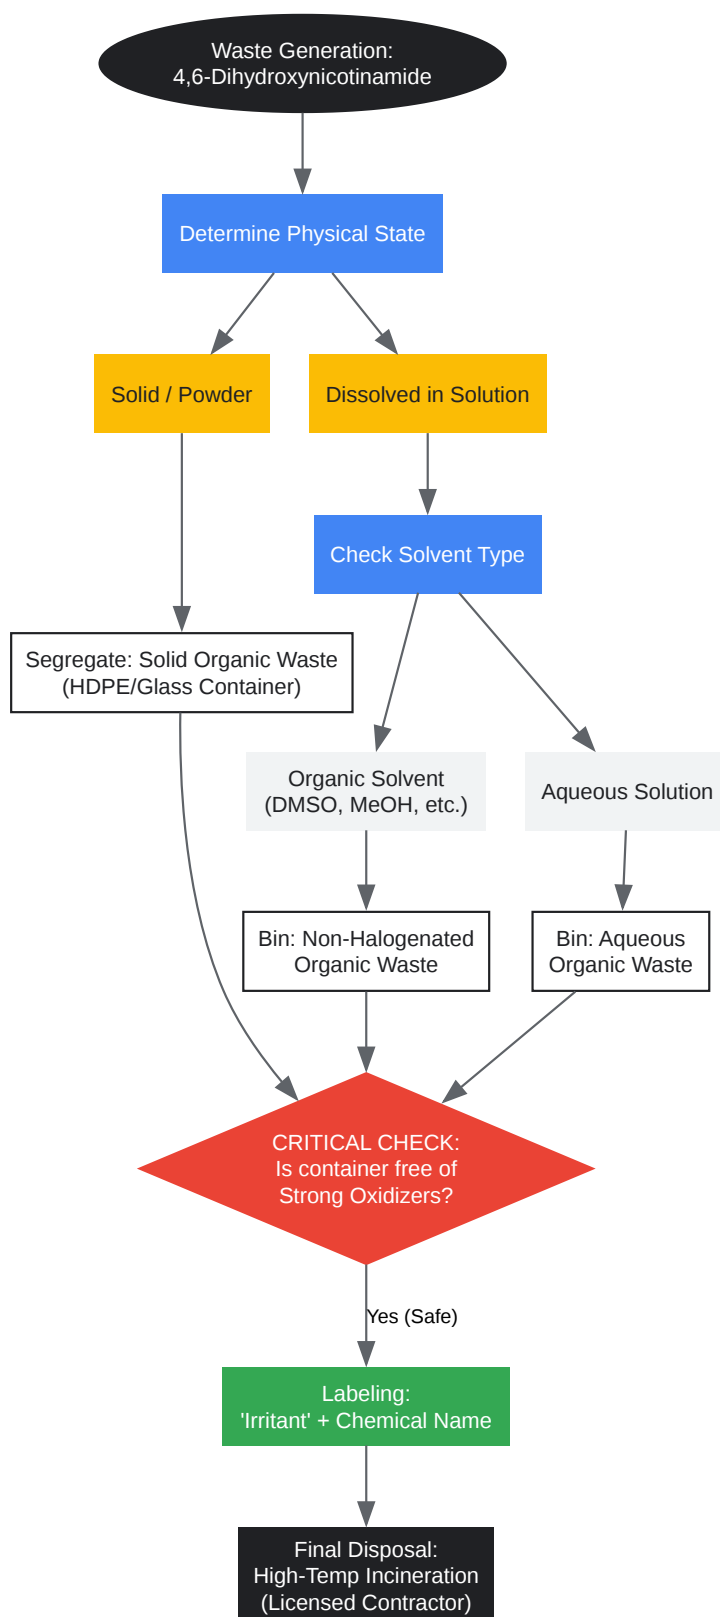 Waste Generation:
4,6-Dihydroxynicotinamide
Determine Physical State
Solid / Powder
Dissolved in Solution
Check Solvent Type
Segregate: Solid Organic Waste
(HDPE/Glass Container)
Organic Solvent
(DMSO, MeOH, etc.)
Aqueous Solution
Bin: Non-Halogenated
Organic Waste
Bin: Aqueous
Organic Waste
CRITICAL CHECK:
Is container free of
Strong Oxidizers?
Yes (Safe)
Labeling:
'Irritant' + Chemical Name
Final Disposal:
High-Temp Incineration
(Licensed Contractor)